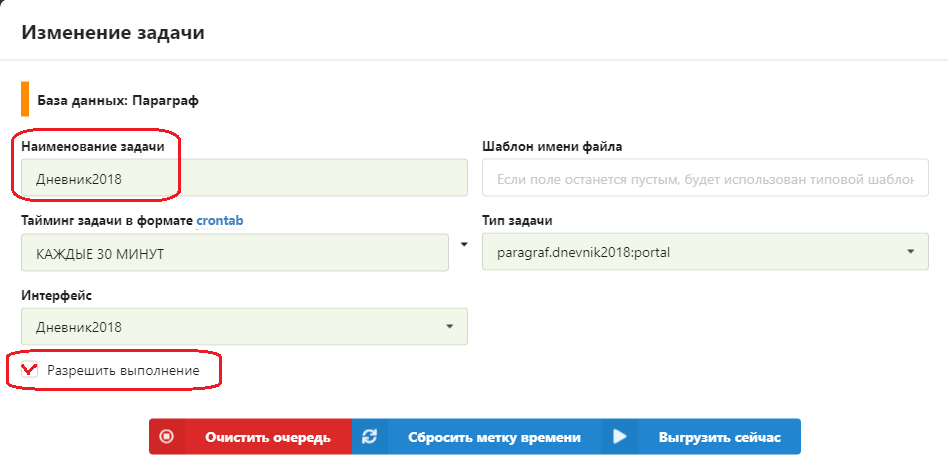 Изменение задачи
База данных: Параграф
Наименование задачи
Шаблон имени файла
Дневник2018
Если поле останется пустым, будет использован типовой шаблон
Тайминг задачи в формате crontab
Тип задачи
КАЖДЫЕ 30 МИНУТ
paragraf.dnevnik2018:portal
Интерфейс
Дневник2018
Разрешить выполнение
Очистить очередь
Сбросить метку времени
Выгрузить сейчас